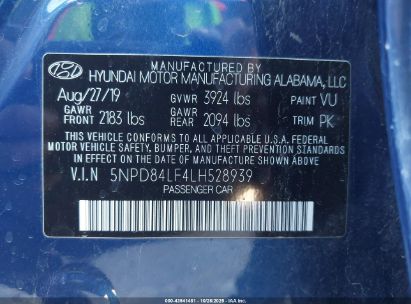 MANUFACTURED BY
HYUNDAI MOTOR MANUFACTURING ALABAMA, LLC
Aug/27/19 GVWR 3924 lbs PAINT VU
GAWR FRONT 2183 lbs GAWR REAR 2094 lbs TRIM PK
THIS VEHICLE CONFORMS TO ALL APPLICABLE U.S.A. FEDERAL
MOTOR VEHICLE SAFETY, BUMPER, AND THEFT PREVENTION STANDARDS
IN EFFECT ON THE DATE OF MANUFACTURE SHOWN ABOVE.
V.I.N 5NPD84LF4LH528939
PASSENGER CAR